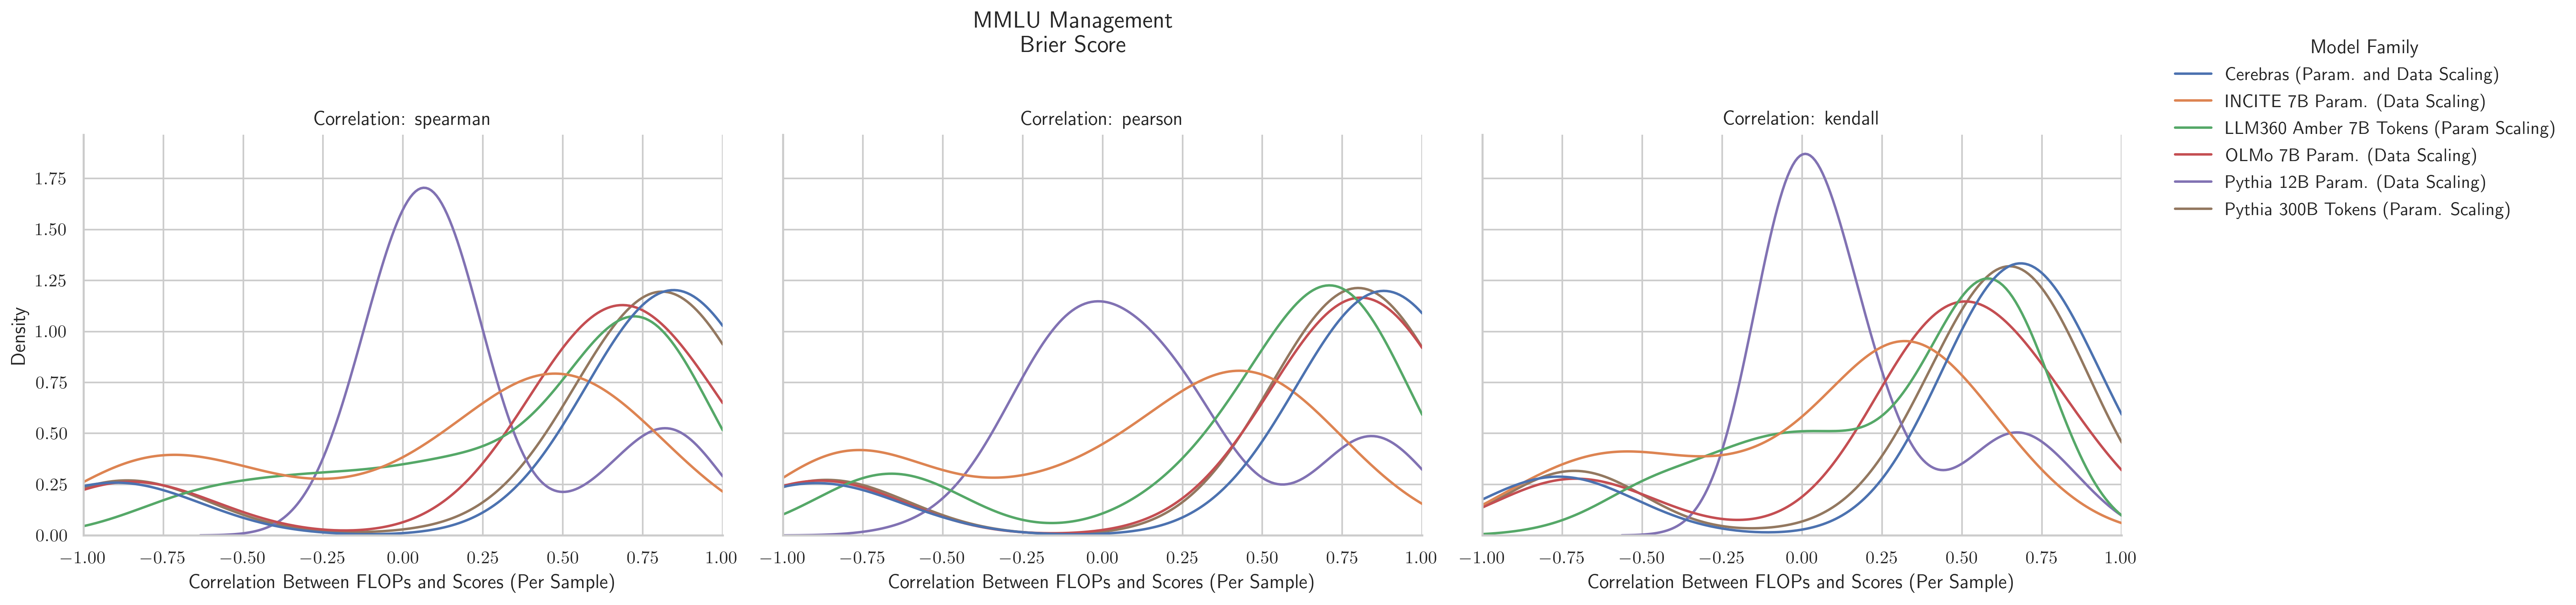 MMLU Management
Brier Score
Model Family
Cerebras (Param. and Data Scaling)
INCITE 7B Param. (Data Scaling)
LLM360 Amber 7B Tokens (Param Scaling)
OLMo 7B Param. (Data Scaling)
Pythia 12B Param. (Data Scaling)
Pythia 300B Tokens (Param. Scaling)
Correlation: spearman
Correlation: pearson
Correlation: kendall
Density
1.75
1.50
1.25
1.00
0.75
0.50
0.25
0.00
−1.00 −0.75 −0.50 −0.25 0.00 0.25 0.50 0.75 1.00
−1.00 −0.75 −0.50 −0.25 0.00 0.25 0.50 0.75 1.00
−1.00 −0.75 −0.50 −0.25 0.00 0.25 0.50 0.75 1.00
Correlation Between FLOPs and Scores (Per Sample)
Correlation Between FLOPs and Scores (Per Sample)
Correlation Between FLOPs and Scores (Per Sample)